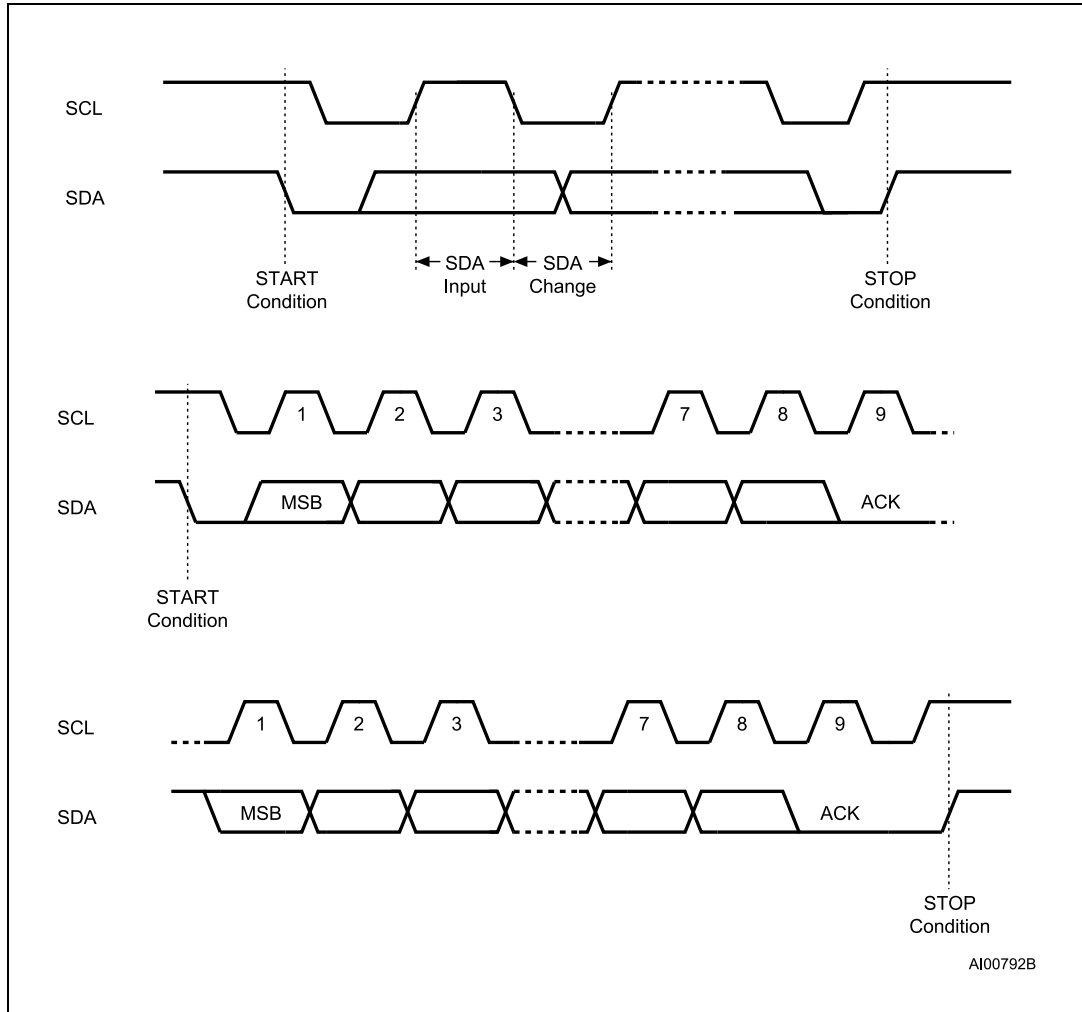 SCL
SDA
SDA
Input
SDA
Change
START
Condition
STOP
Condition
SCL
1
2
3
7
8
9
SDA
MSB
ACK
START
Condition
SCL
1
2
3
7
8
9
SDA
MSB
ACK
STOP
Condition
AI00792B